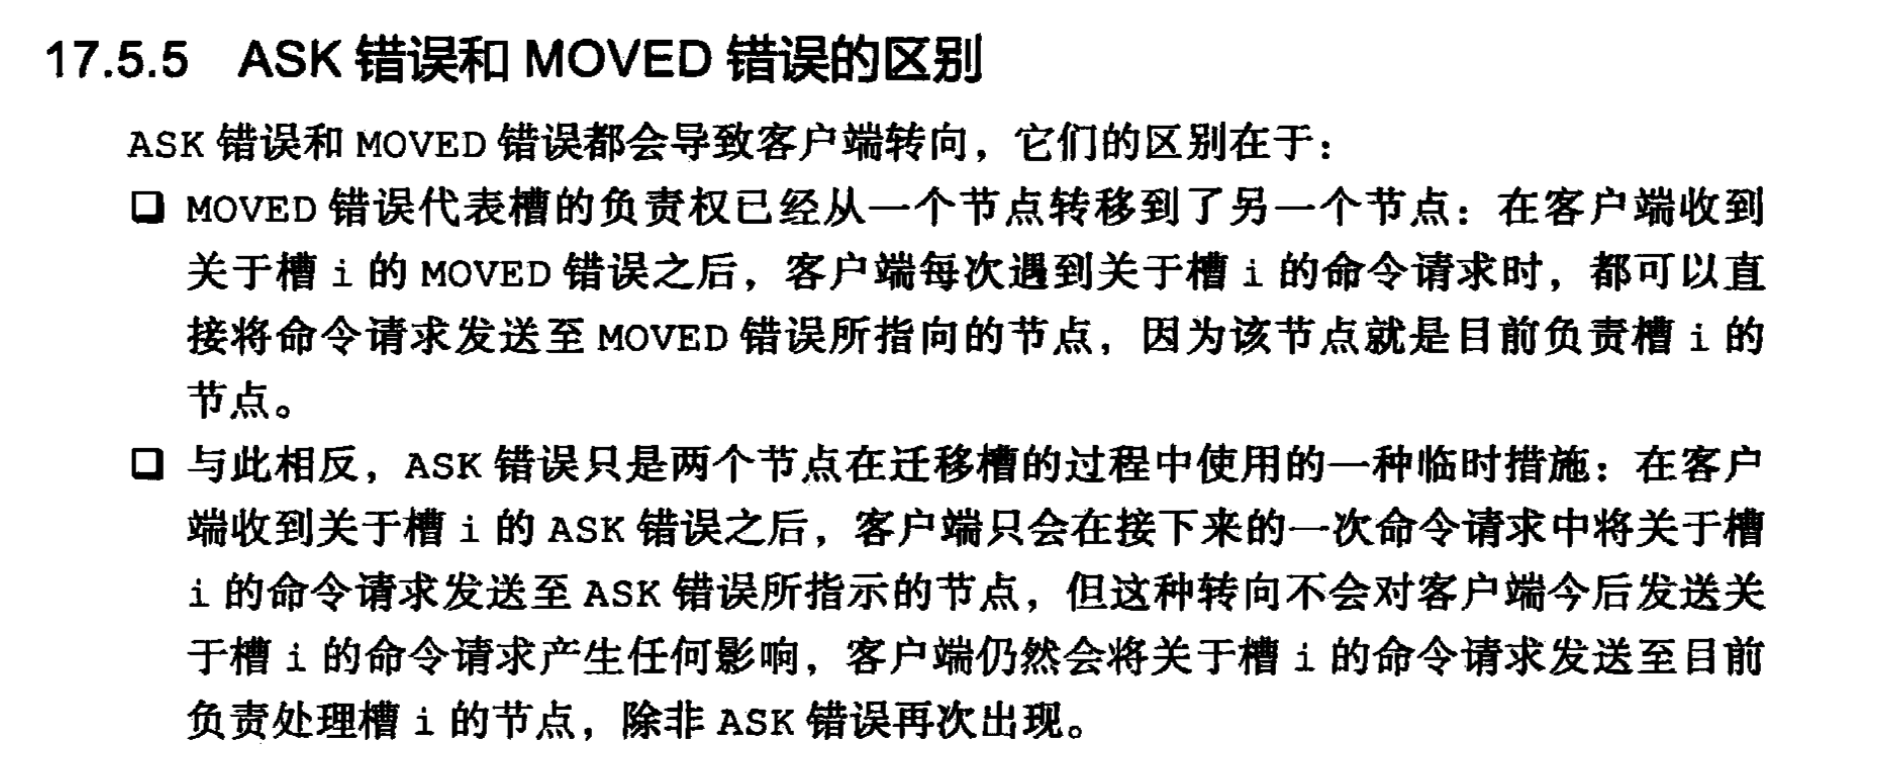 17.5.5 ASK 错误和 MOVED 错误的区别
ASK 错误和 MOVED 错误都会导致客户端转向，它们的区别在于：
❑ MOVED 错误代表槽的负责权已经从一个节点转移到了另一个节点：在客户端收到
关于槽 i 的 MOVED 错误之后，客户端每次遇到关于槽 i 的命令请求时，都可以直
接将命令请求发送至 MOVED 错误所指向的节点，因为该节点就是目前负责槽 i 的
节点。
❑ 与此相反，ASK 错误只是两个节点在迁移槽的过程中使用的一种临时措施：在客户
端收到关于槽 i 的 ASK 错误之后，客户端只会在接下来的一次命令请求中将关于槽
i 的命令请求发送至 ASK 错误所指示的节点，但这种转向不会对客户端今后发送关
于槽 i 的命令请求产生任何影响，客户端仍然会将关于槽 i 的命令请求发送至目前
负责处理槽 i 的节点，除非 ASK 错误再次出现。